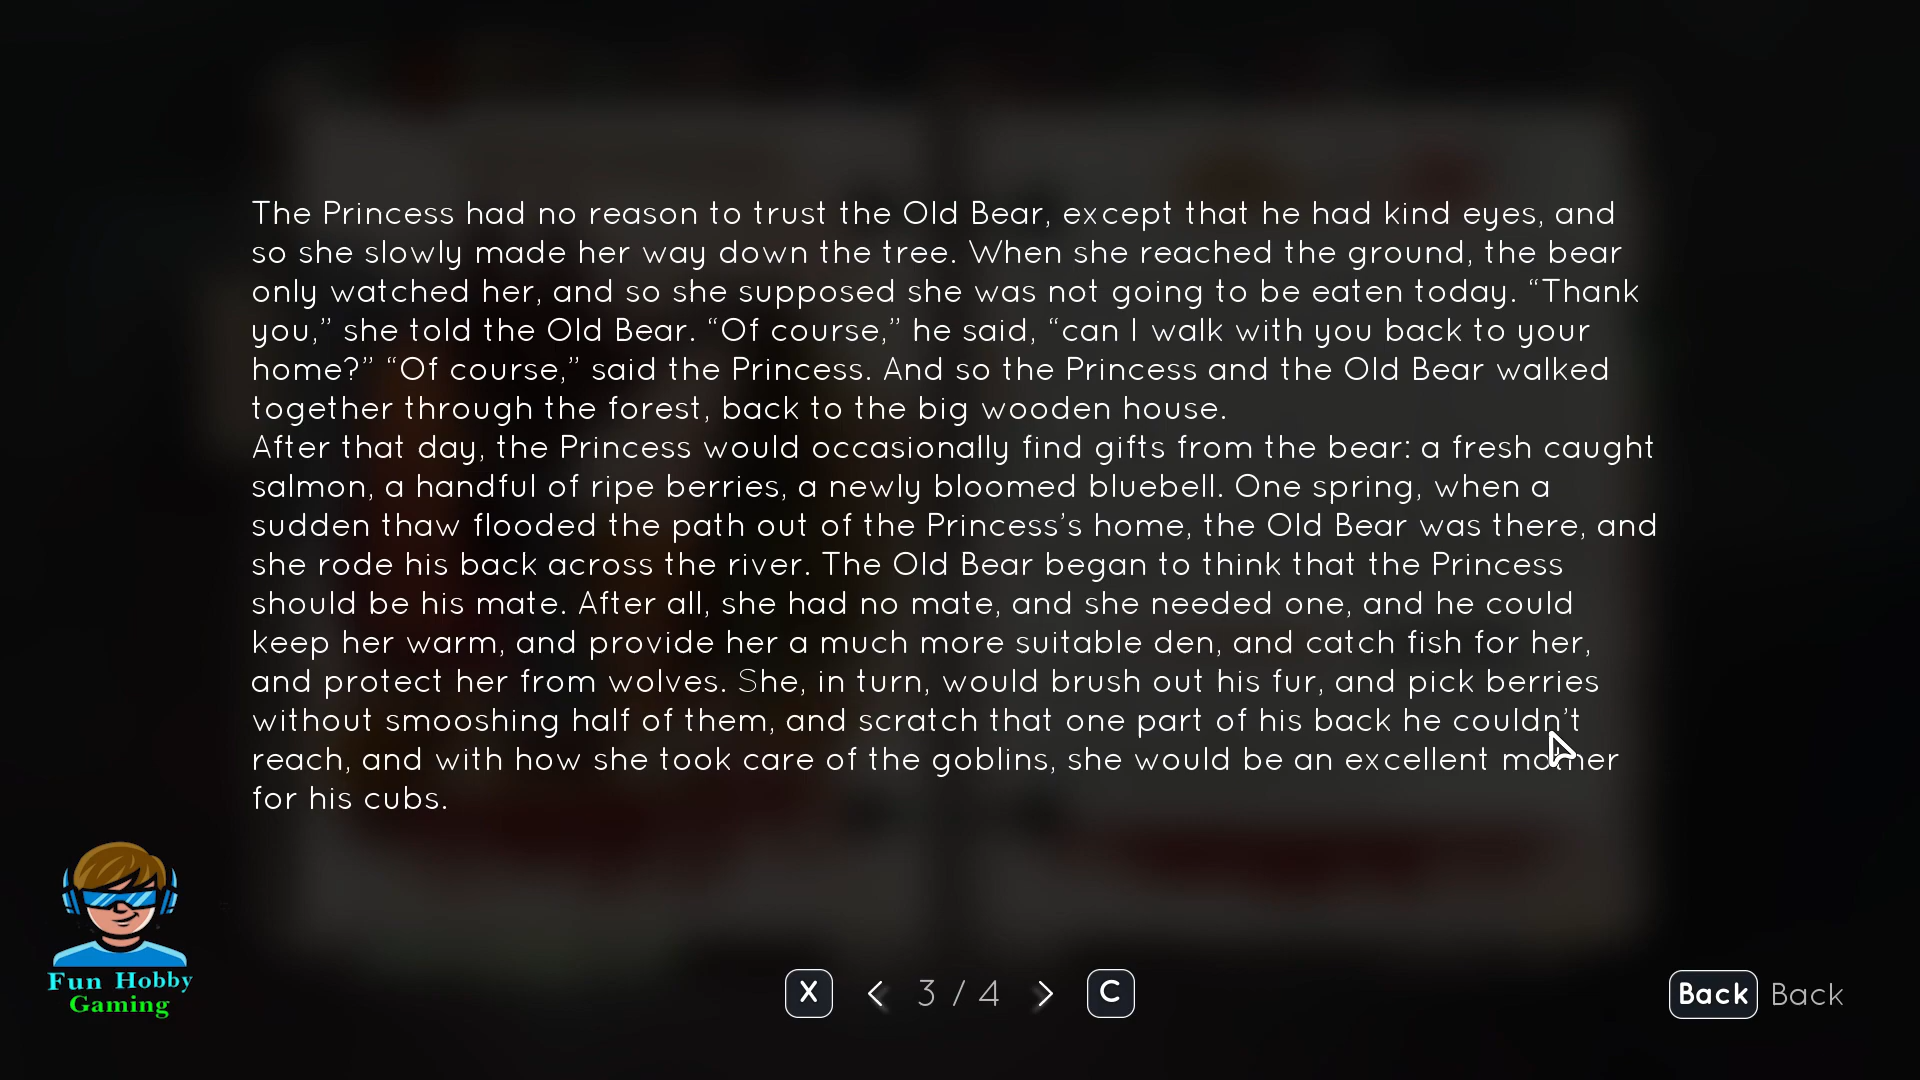 The Princess had no reason to trust the Old Bear, except that he had kind eyes, and
so she slowly made her way down the tree. When she reached the ground, the bear
only watched her, and so she supposed she was not going to be eaten today. “Thank
you,” she told the Old Bear. “Of course,” he said, “can I walk with you back to your
home?” “Of course,” said the Princess. And so the Princess and the Old Bear walked
together through the forest, back to the big wooden house.
After that day, the Princess would occasionally find gifts from the bear: a fresh caught
salmon, a handful of ripe berries, a newly bloomed bluebell. One spring, when a
sudden thaw flooded the path out of the Princess’s home, the Old Bear was there, and
she rode his back across the river. The Old Bear began to think that the Princess
should be his mate. After all, she had no mate, and she needed one, and he could
keep her warm, and provide her a much more suitable den, and catch fish for her,
and protect her from wolves. She, in turn, would brush out his fur, and pick berries
without smooshing half of them, and scratch that one part of his back he couldn’t
reach, and with how she took care of the goblins, she would be an excellent mother
for his cubs.
Fun Hobby
Gaming
X < 3 / 4 > C
Back Back